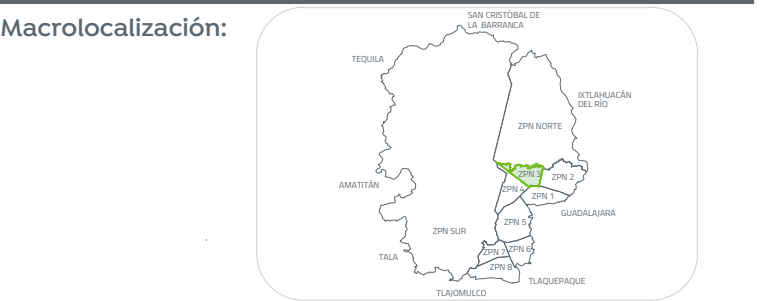 Macrolocalización:
SAN CRISTÓBAL DE
LA BARRANCA
TEQUILA
IXTLAHUACÁN
DEL RÍO
ZPN NORTE
ZPN 3
ZPN 2
AMATITÁN
ZPN 4
ZPN 1
GUADALAJARA
ZPN 5
ZPN SUR
ZPN 7
ZPN 6
TALA
ZPN 8
TLAQUEPAQUE
TLAJOMULCO